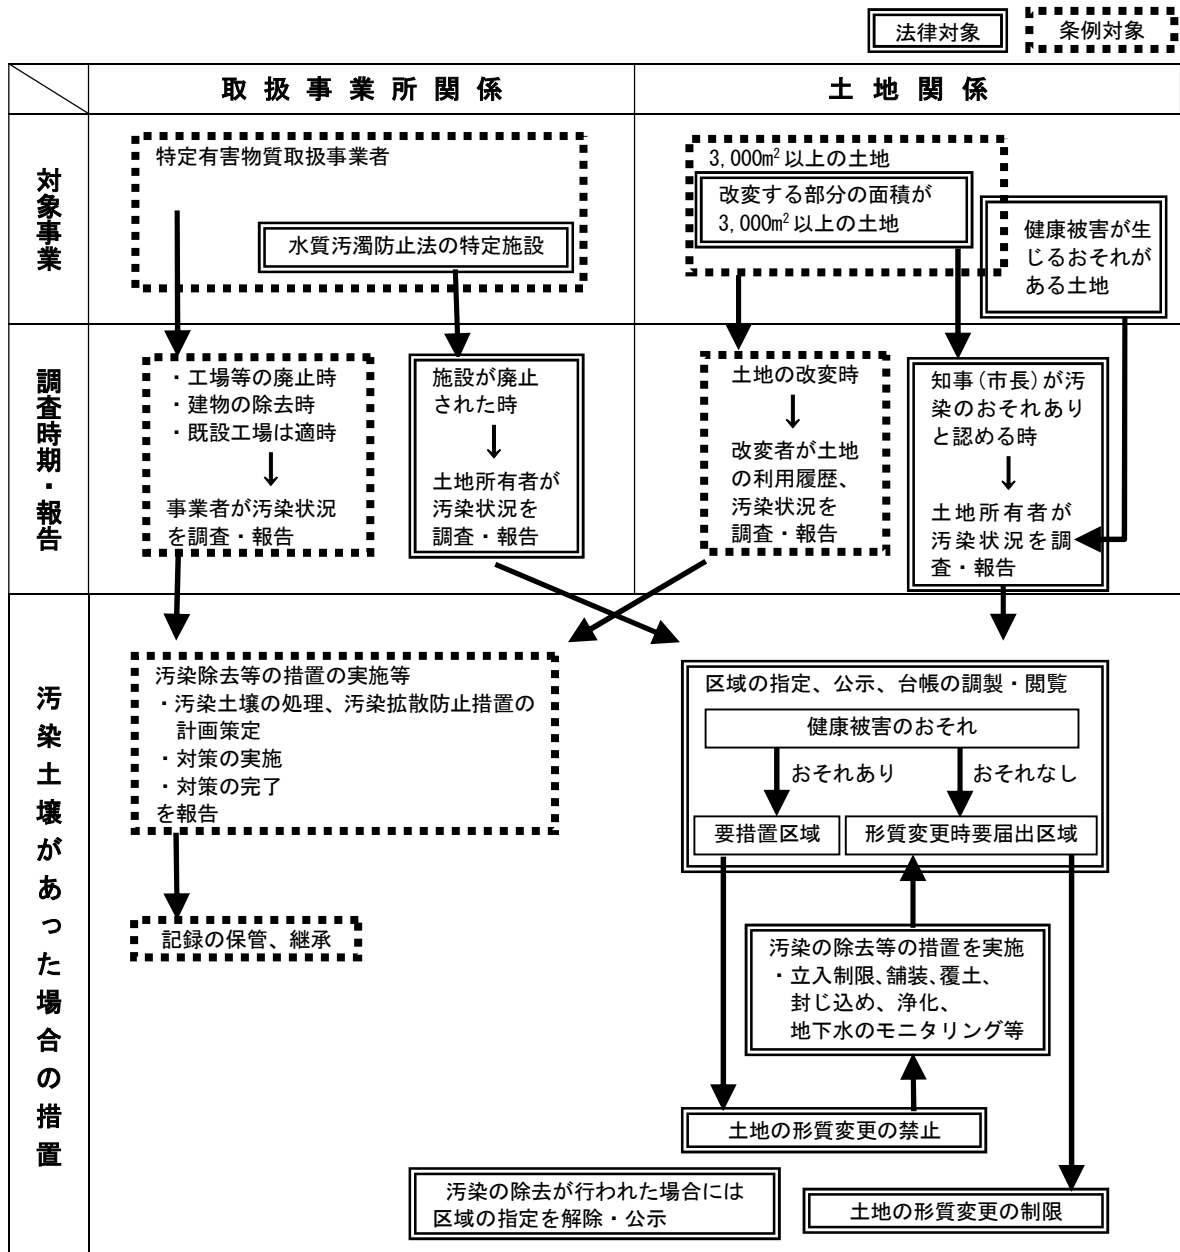 法律対象
条例対象
取扱事業所関係
土地関係
対象事業
特定有害物質取扱事業者
水質汚濁防止法の特定施設
3,000m²以上の土地
改変する部分の面積が
3,000m²以上の土地
健康被害が生
じるおそれが
ある土地
調査時期・報告
・工場等の廃止時
・建物の除去時
・既設工場は適時
↓
事業者が汚染状況
を調査・報告
施設が廃止
された時
↓
土地所有者が
汚染状況を
調査・報告
土地の改変時
↓
改変者が土地
の利用履歴、
汚染状況を
調査・報告
知事(市長)が汚
染のおそれあり
と認める時
↓
土地所有者が
汚染状況を調
査・報告
汚染土壌があった場合の措置
汚染除去等の措置の実施等
・汚染土壌の処理、汚染拡散防止措置の
計画策定
・対策の実施
・対策の完了
を報告
記録の保管、継承
区域の指定、公示、台帳の調製・閲覧
健康被害のおそれ
おそれあり
おそれなし
要措置区域
形質変更時要届出区域
汚染の除去等の措置を実施
・立入制限、舗装、覆土、
封じ込め、浄化、
地下水のモニタリング等
土地の形質変更の禁止
汚染の除去が行われた場合には
区域の指定を解除・公示
土地の形質変更の制限